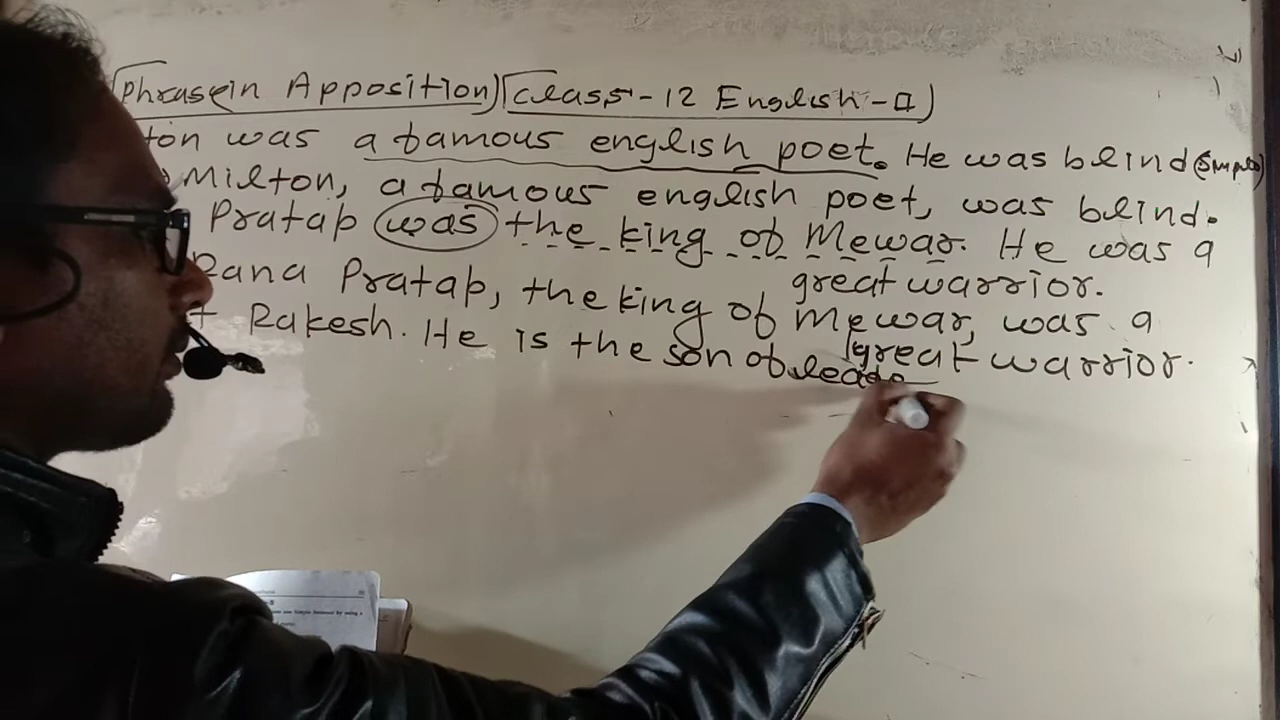 Phrase in Apposition) Class-12 English-A)
ton was a famous english poet. He was blind (Simple)
Milton, a famous english poet, was blind.
Pratap was the king of Mewar. He was a
great warrior.
Rana Pratap, the king of Mewar, was a
great warrior.
t Rakesh. He is the son of leade